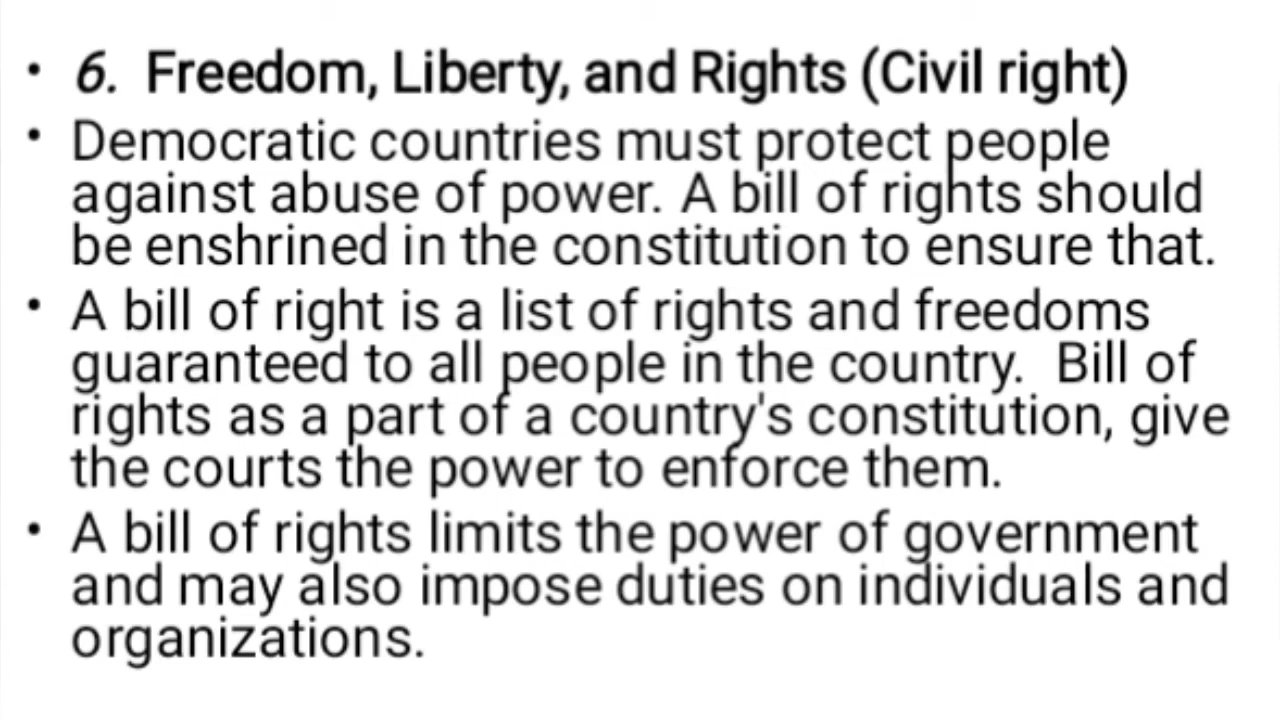 • 6. Freedom, Liberty, and Rights (Civil right)
• Democratic countries must protect people
against abuse of power. A bill of rights should
be enshrined in the constitution to ensure that.
• A bill of right is a list of rights and freedoms
guaranteed to all people in the country.  Bill of
rights as a part of a country's constitution, give
the courts the power to enforce them.
• A bill of rights limits the power of government
and may also impose duties on individuals and
organizations.